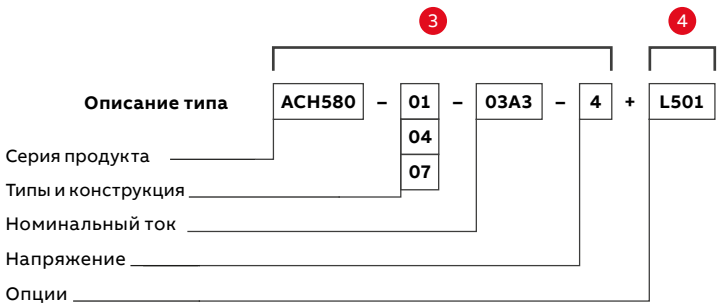 3 4
Описание типа ACH580 – 01 – 03A3 – 4 + L501
04
Серия продукта
07
Типы и конструкция
Номинальный ток
Напряжение
Опции